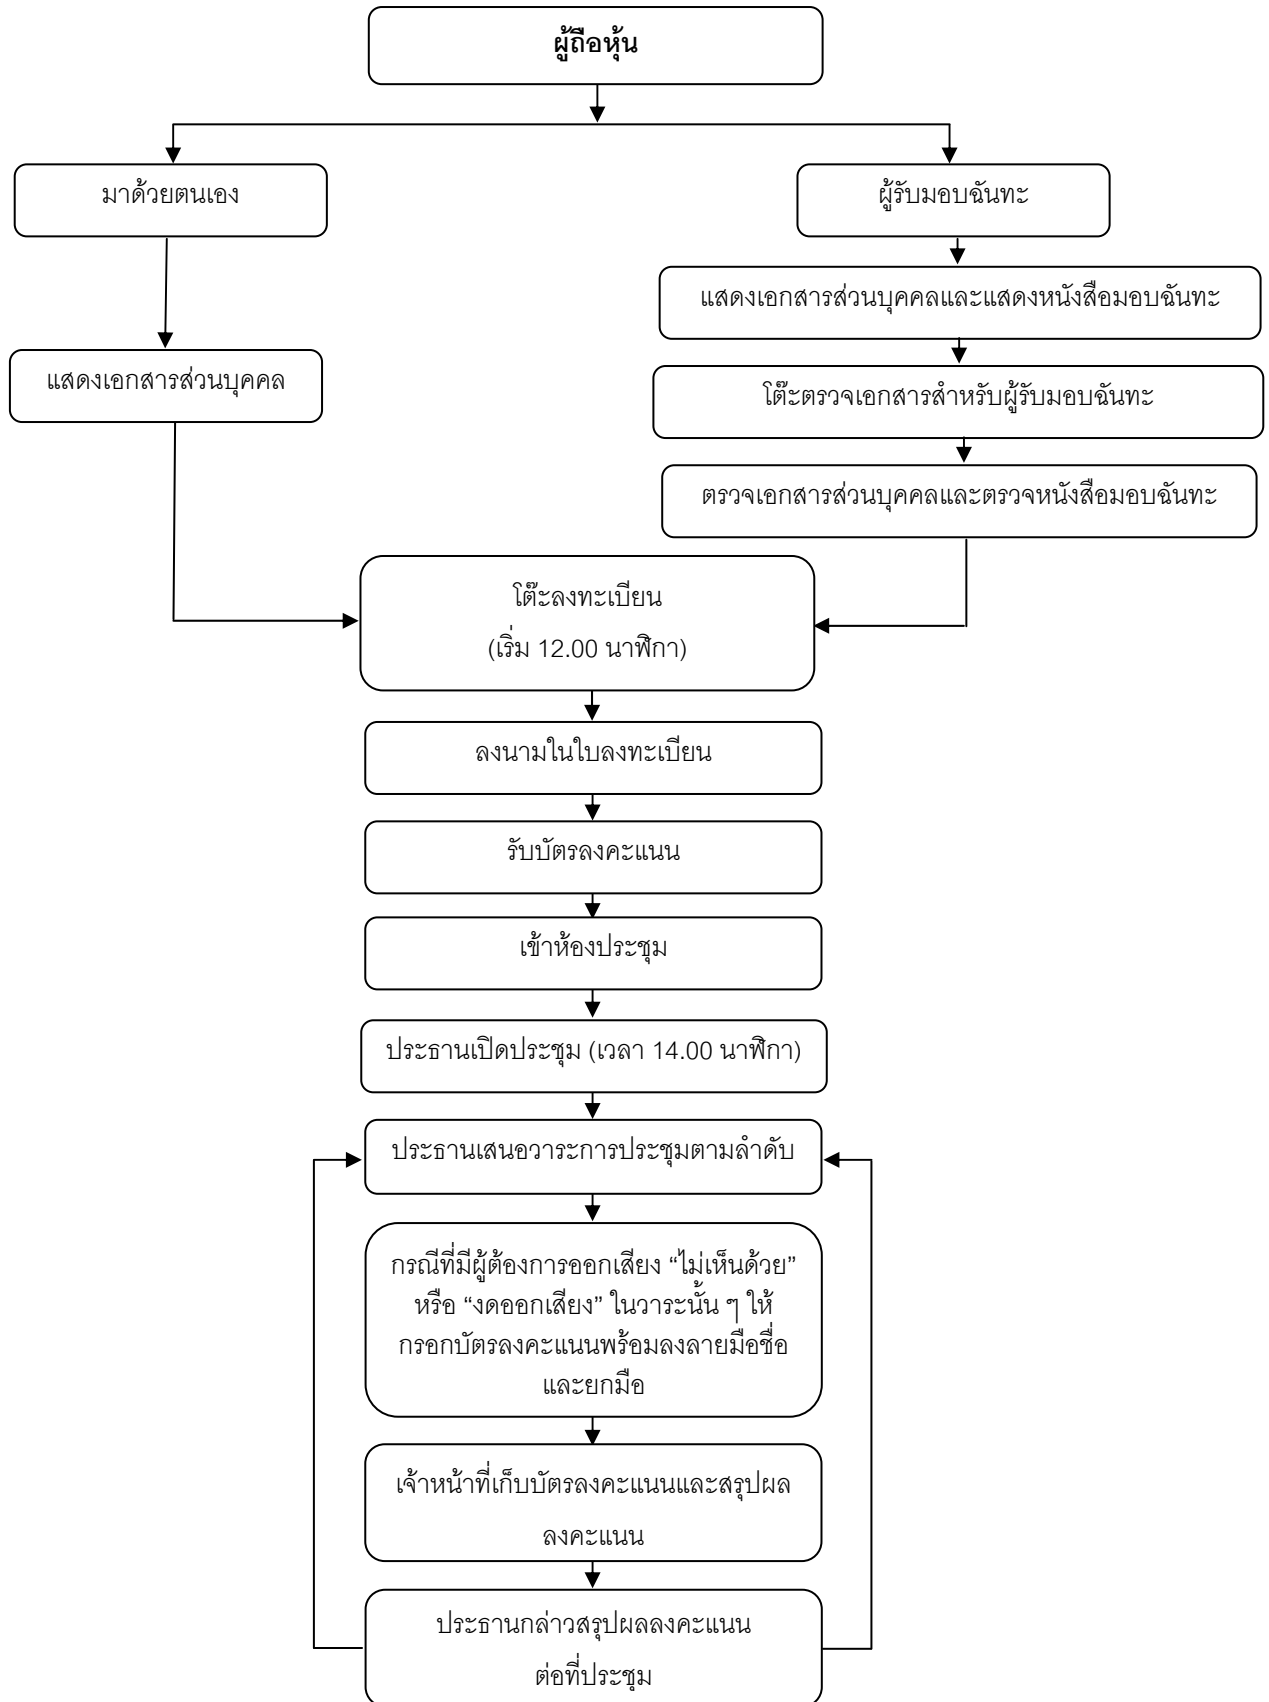 ผู้ถือหุ้น
มาด้วยตนเอง
ผู้รับมอบฉันทะ
แสดงเอกสารส่วนบุคคลและแสดงหนังสือมอบฉันทะ
แสดงเอกสารส่วนบุคคล
โต๊ะตรวจเอกสารสำหรับผู้รับมอบฉันทะ
ตรวจเอกสารส่วนบุคคลและตรวจหนังสือมอบฉันทะ
โต๊ะลงทะเบียน
(เริ่ม 12.00 นาฬิกา)
ลงนามในใบลงทะเบียน
รับบัตรลงคะแนน
เข้าห้องประชุม
ประธานเปิดประชุม (เวลา 14.00 นาฬิกา)
ประธานเสนอวาระการประชุมตามลำดับ
กรณีที่มีผู้ต้องการออกเสียง “ไม่เห็นด้วย”
หรือ “งดออกเสียง” ในวาระนั้น ๆ ให้
กรอกบัตรลงคะแนนพร้อมลงลายมือชื่อ
และยกมือ
เจ้าหน้าที่เก็บบัตรลงคะแนนและสรุปผล
ลงคะแนน
ประธานกล่าวสรุปผลลงคะแนน
ต่อที่ประชุม